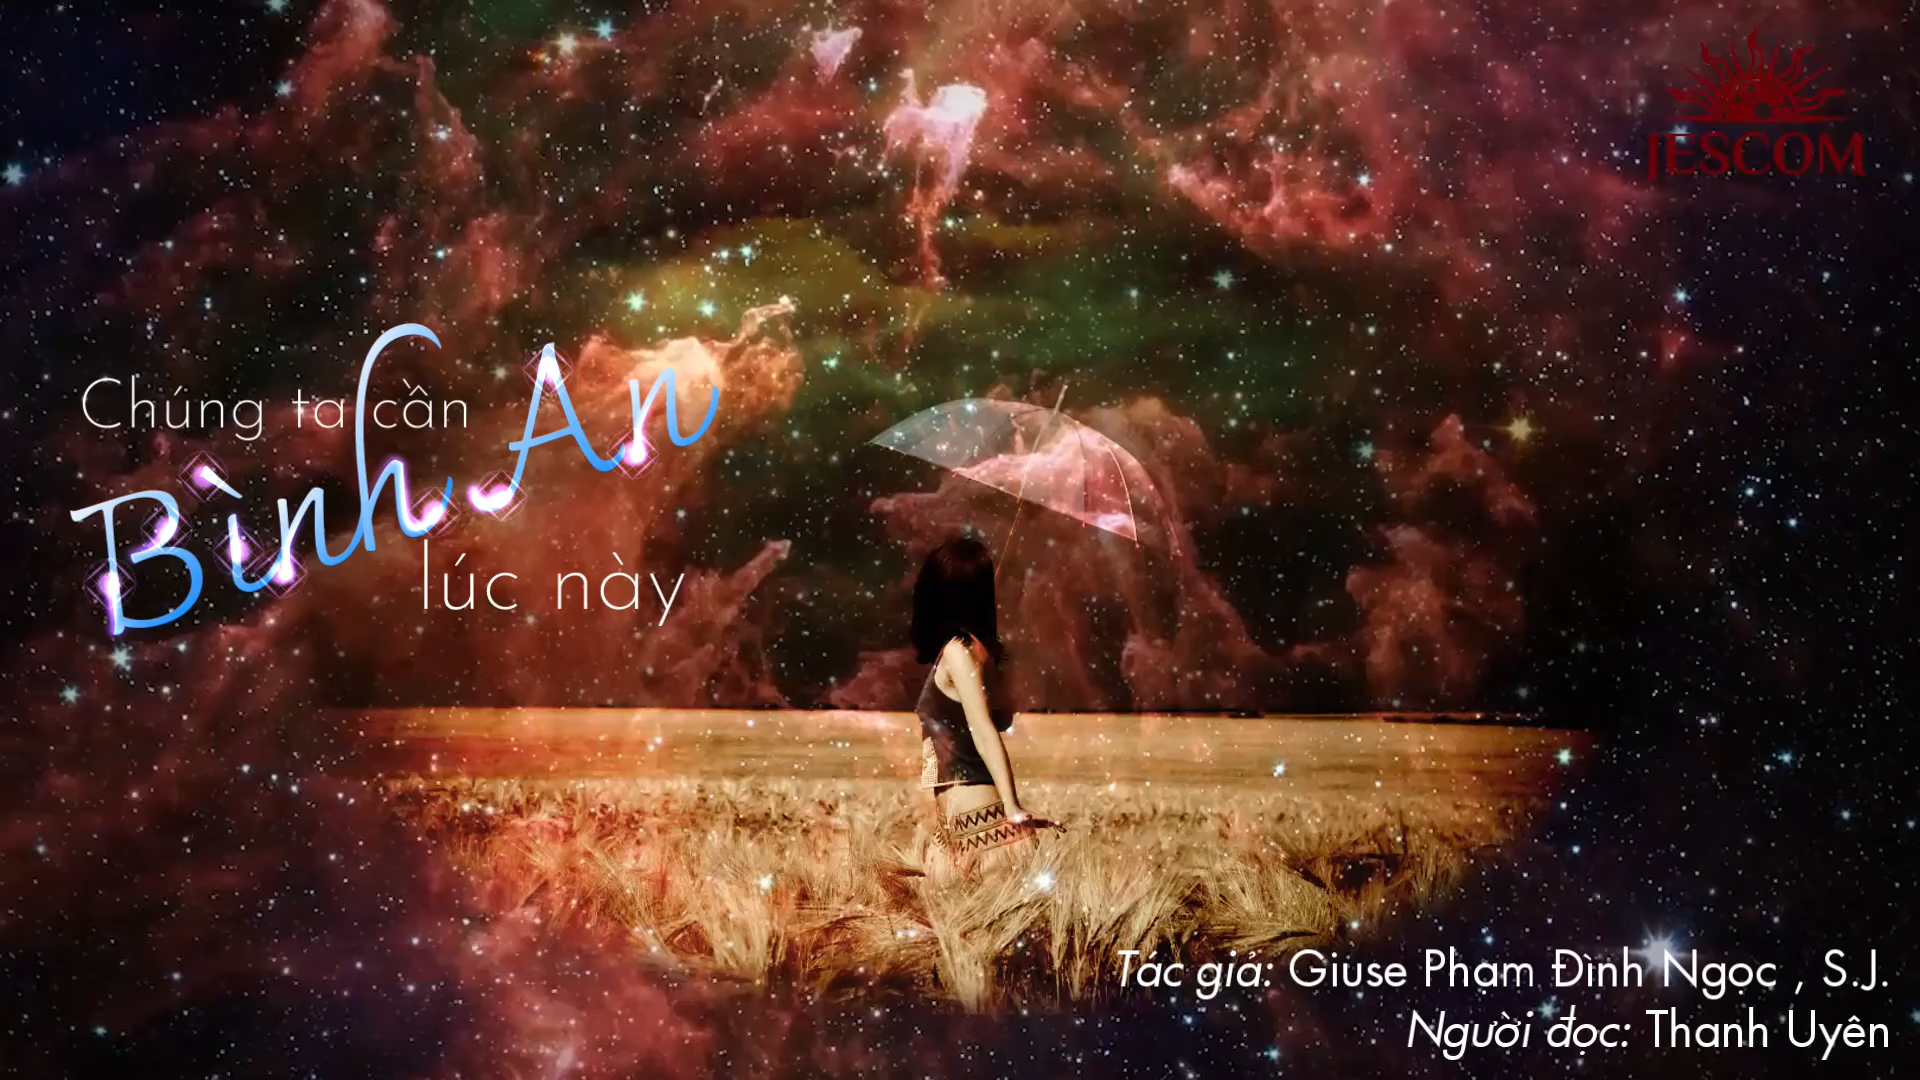 JESCOM
Chúng ta cần
Bình An
lúc này
Tác giả: Giuse Phạm Đình Ngọc , S.J.
Người đọc: Thanh Uyên